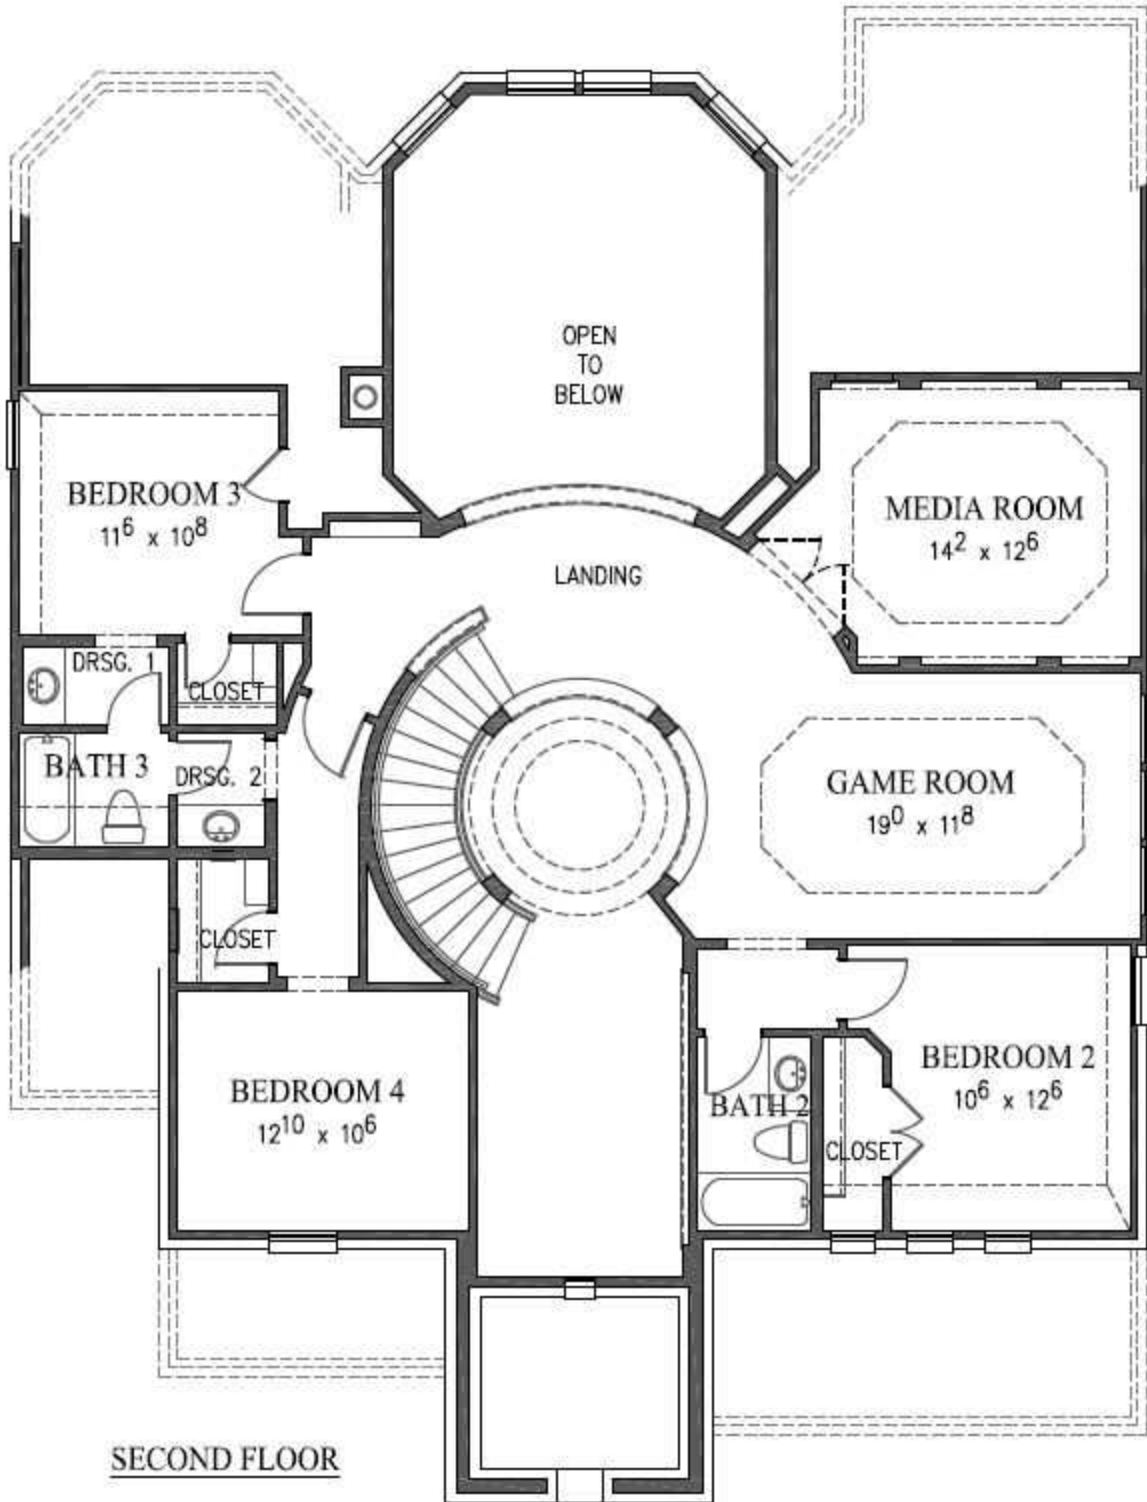 OPEN
TO
BELOW
BEDROOM 3
11⁶ x 10⁸
MEDIA ROOM
14² x 12⁶
LANDING
DRSG. 1
CLOSET
BATH 3
DRSG. 2
GAME ROOM
19⁰ x 11⁸
CLOSET
BEDROOM 4
12¹⁰ x 10⁶
BEDROOM 2
10⁶ x 12⁶
BATH 2
CLOSET
SECOND FLOOR